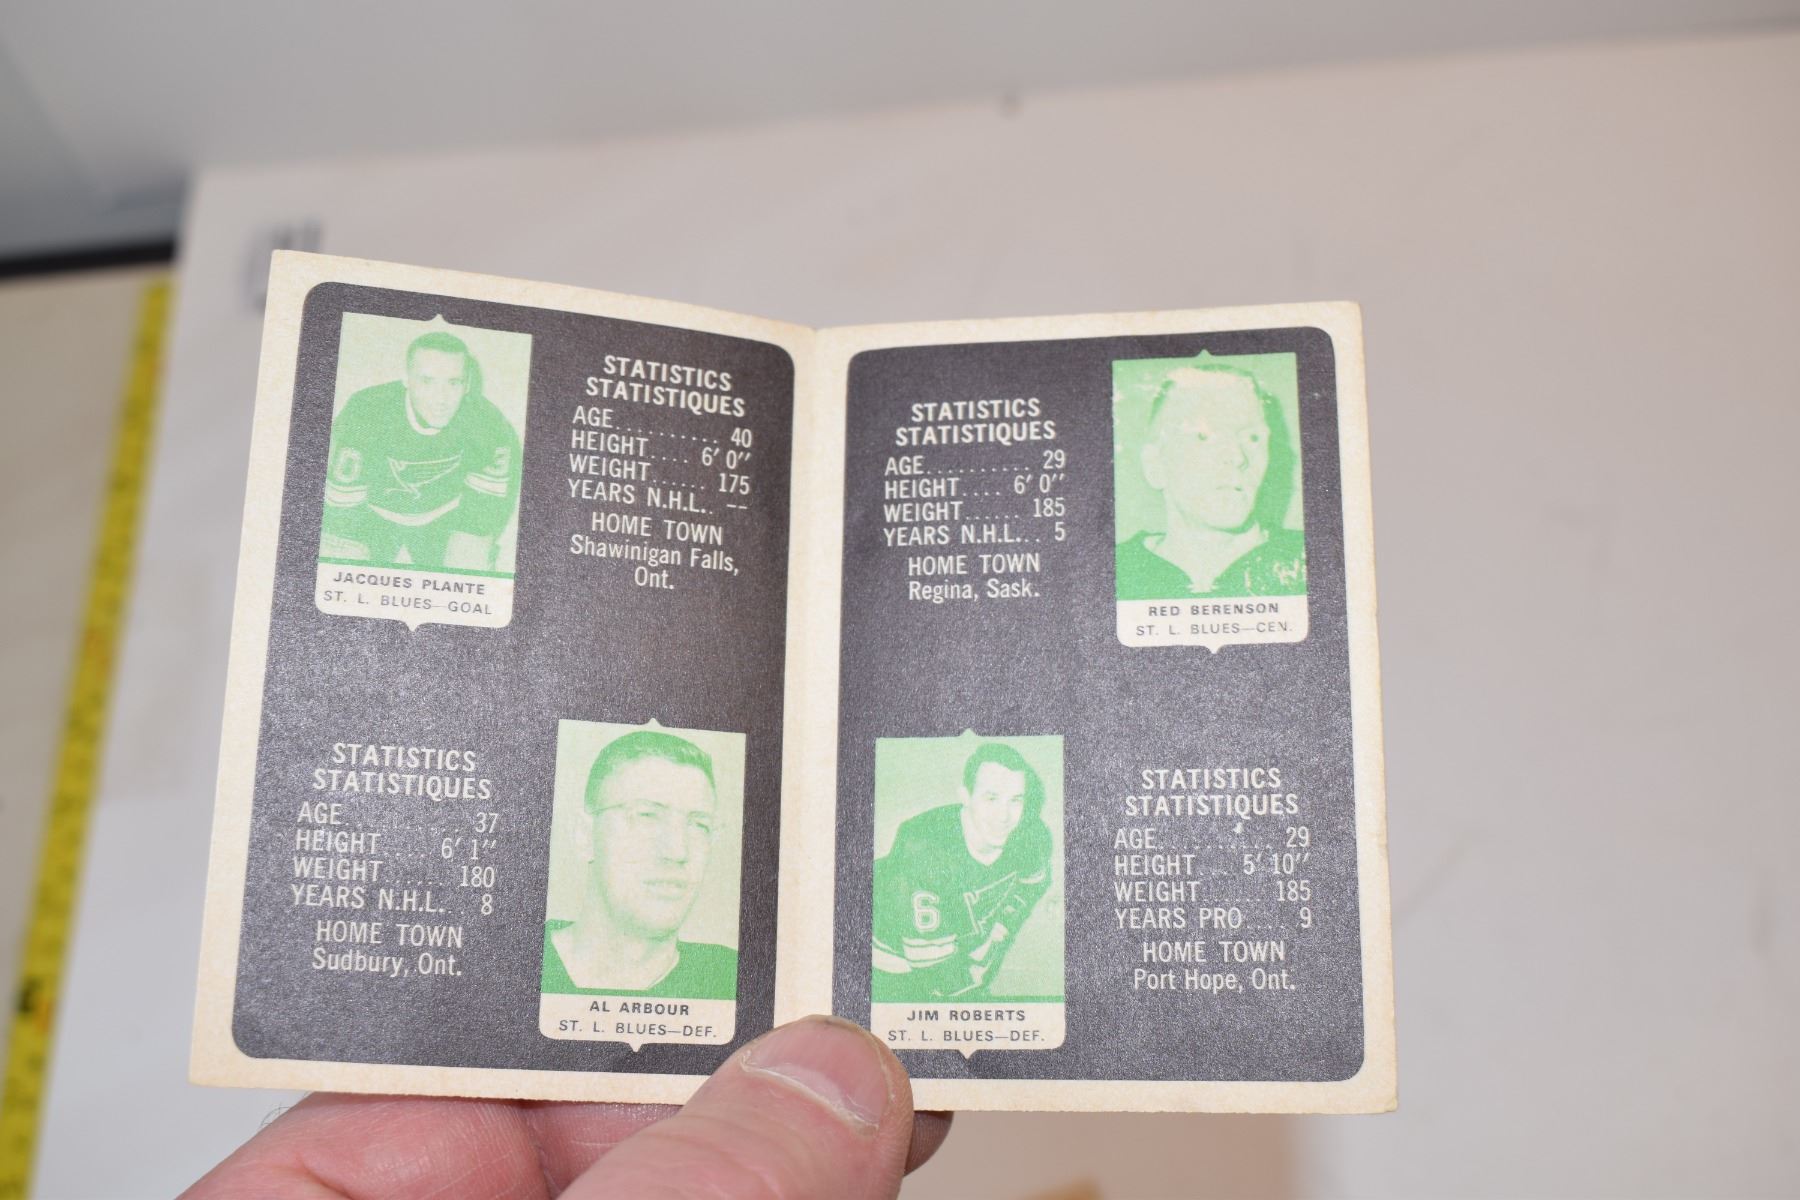 STATISTICS
STATISTIQUES
AGE.......... 40
HEIGHT.... 6' 0''
WEIGHT...... 175
YEARS N.H.L.. --
HOME TOWN
Shawinigan Falls,
Ont.
0
3
JACQUES PLANTE
ST. L. BLUES—GOAL
STATISTICS
STATISTIQUES
AGE.......... 37
HEIGHT.... 6' 1''
WEIGHT...... 180
YEARS N.H.L... 8
HOME TOWN
Sudbury, Ont.
AL ARBOUR
ST. L. BLUES—DEF.
STATISTICS
STATISTIQUES
AGE.......... 29
HEIGHT.... 6' 0''
WEIGHT...... 185
YEARS N.H.L... 5
HOME TOWN
Regina, Sask.
RED BERENSON
ST. L. BLUES—CEN.
6
JIM ROBERTS
ST. L. BLUES—DEF.
STATISTICS
STATISTIQUES
AGE.......... 29
HEIGHT.... 5' 10''
WEIGHT...... 185
YEARS PRO.... 9
HOME TOWN
Port Hope, Ont.